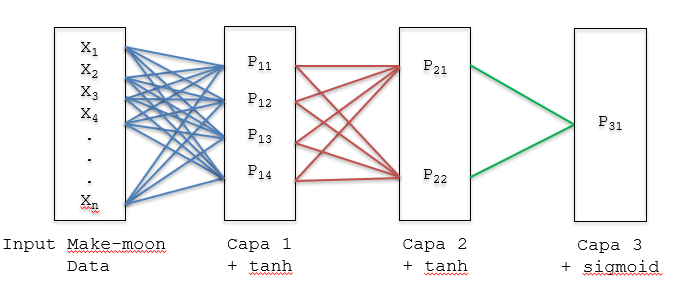 X1
X2
X3
X4
.
.
.
Xn
P11
P12
P13
P14
P21
P22
P31
Input Make-moon
Data
Capa 1
+ tanh
Capa 2
+ tanh
Capa 3
+ sigmoid